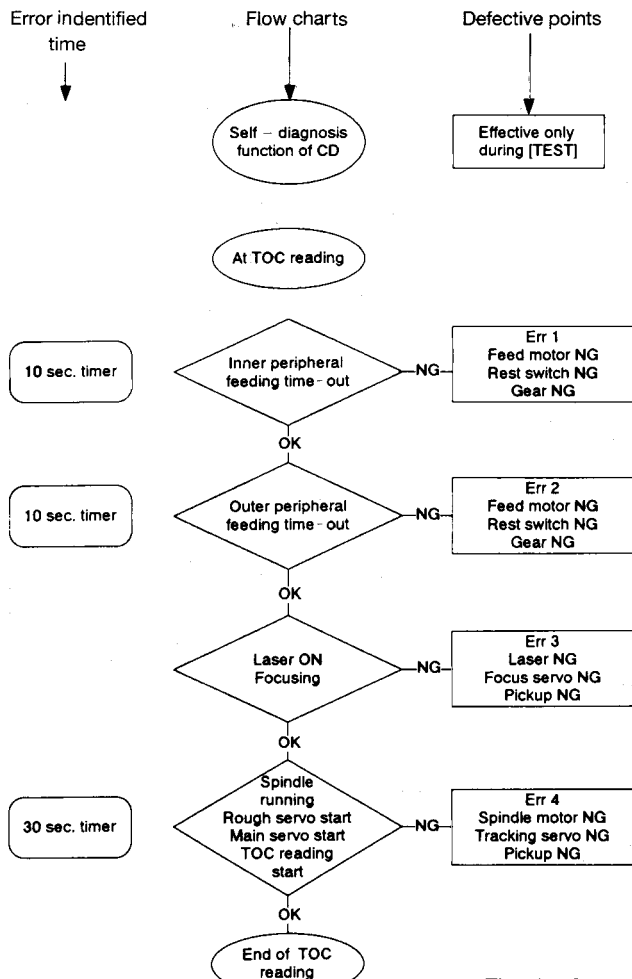 Error indentified
time
Flow charts
Defective points
Self – diagnosis
function of CD
Effective only
during [TEST]
At TOC reading
10 sec. timer
Inner peripheral
feeding time – out
NG
Err 1
Feed motor NG
Rest switch NG
Gear NG
OK
10 sec. timer
Outer peripheral
feeding time – out
NG
Err 2
Feed motor NG
Rest switch NG
Gear NG
OK
Laser ON
Focusing
NG
Err 3
Laser NG
Focus servo NG
Pickup NG
OK
30 sec. timer
Spindle
running
Rough servo start
Main servo start
TOC reading
start
NG
Err 4
Spindle motor NG
Tracking servo NG
Pickup NG
OK
End of TOC
reading